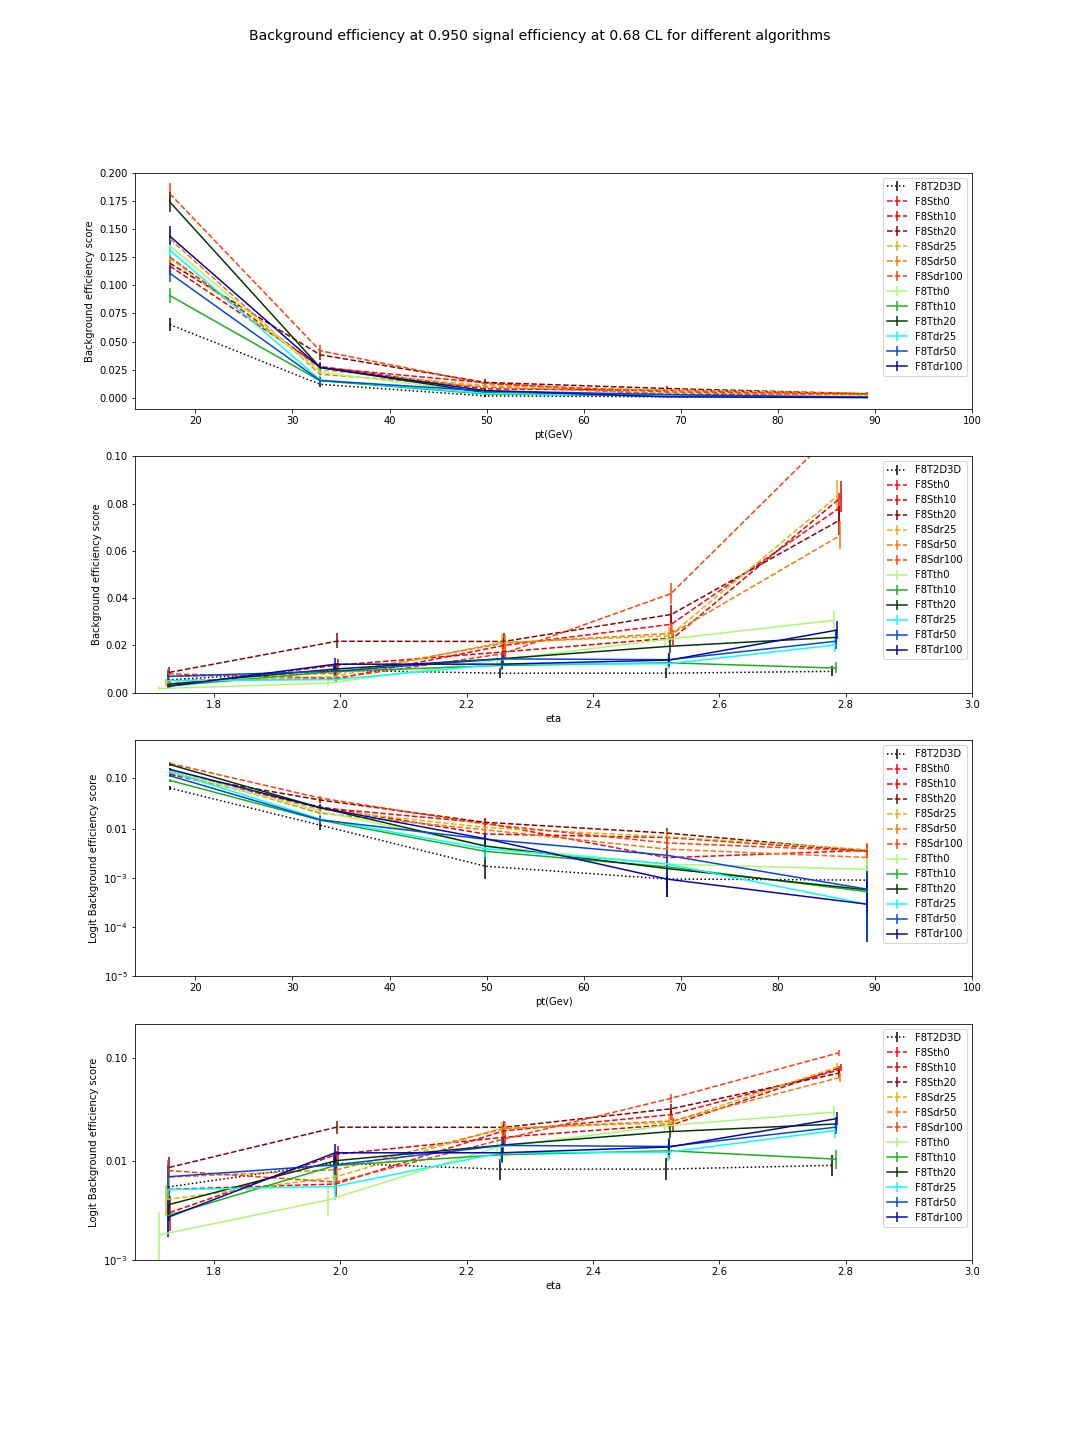 Background efficiency at 0.950 signal efficiency at 0.68 CL for different algorithms
Background efficiency score
0.200
0.175
0.150
0.125
0.100
0.075
0.050
0.025
0.000
20 30 40 50 60 70 80 90 100
pt(GeV)
F8T2D3D
F8Sth0
F8Sth10
F8Sth20
F8Sdr25
F8Sdr50
F8Sdr100
F8Tth0
F8Tth10
F8Tth20
F8Tdr25
F8Tdr50
F8Tdr100
Background efficiency score
0.10
0.08
0.06
0.04
0.02
0.00
1.8 2.0 2.2 2.4 2.6 2.8 3.0
eta
F8T2D3D
F8Sth0
F8Sth10
F8Sth20
F8Sdr25
F8Sdr50
F8Sdr100
F8Tth0
F8Tth10
F8Tth20
F8Tdr25
F8Tdr50
F8Tdr100
Logit Background efficiency score
0.10
0.01
10⁻³
10⁻⁴
10⁻⁵
20 30 40 50 60 70 80 90 100
pt(Gev)
F8T2D3D
F8Sth0
F8Sth10
F8Sth20
F8Sdr25
F8Sdr50
F8Sdr100
F8Tth0
F8Tth10
F8Tth20
F8Tdr25
F8Tdr50
F8Tdr100
Logit Background efficiency score
0.10
0.01
10⁻³
1.8 2.0 2.2 2.4 2.6 2.8 3.0
eta
F8T2D3D
F8Sth0
F8Sth10
F8Sth20
F8Sdr25
F8Sdr50
F8Sdr100
F8Tth0
F8Tth10
F8Tth20
F8Tdr25
F8Tdr50
F8Tdr100